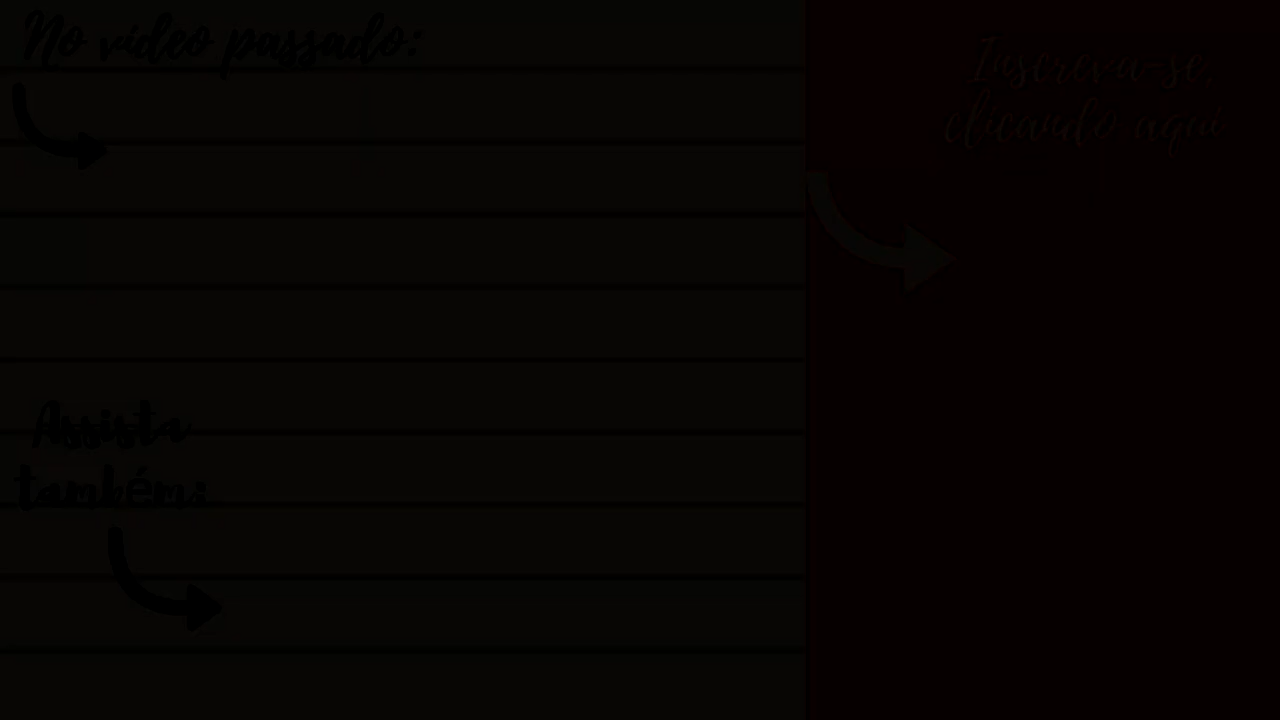 No vídeo passado:
Inscreva-se,
clicando aqui
Assista
também: